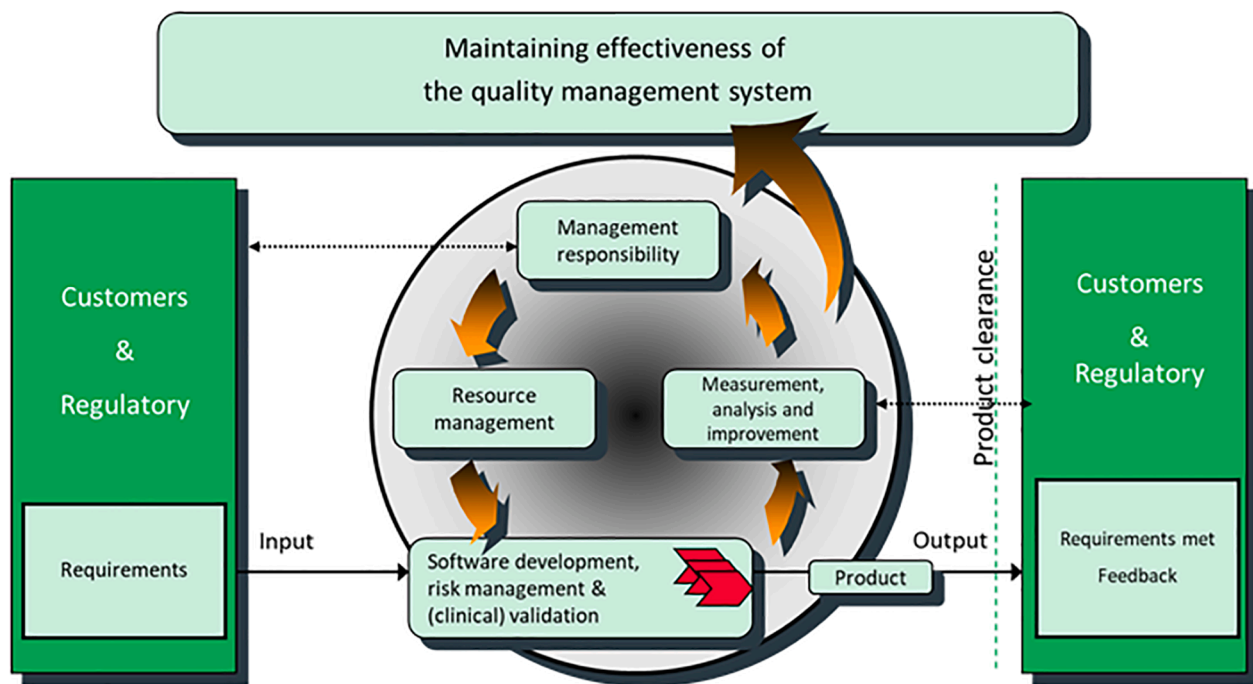 Maintaining effectiveness of
the quality management system
Management
responsibility
Customers
&
Regulatory
Product clearance
Customers
&
Regulatory
Resource
management
Measurement,
analysis and
improvement
Requirements
Input
Software development,
risk management &
(clinical) validation
Product
Output
Requirements met
Feedback